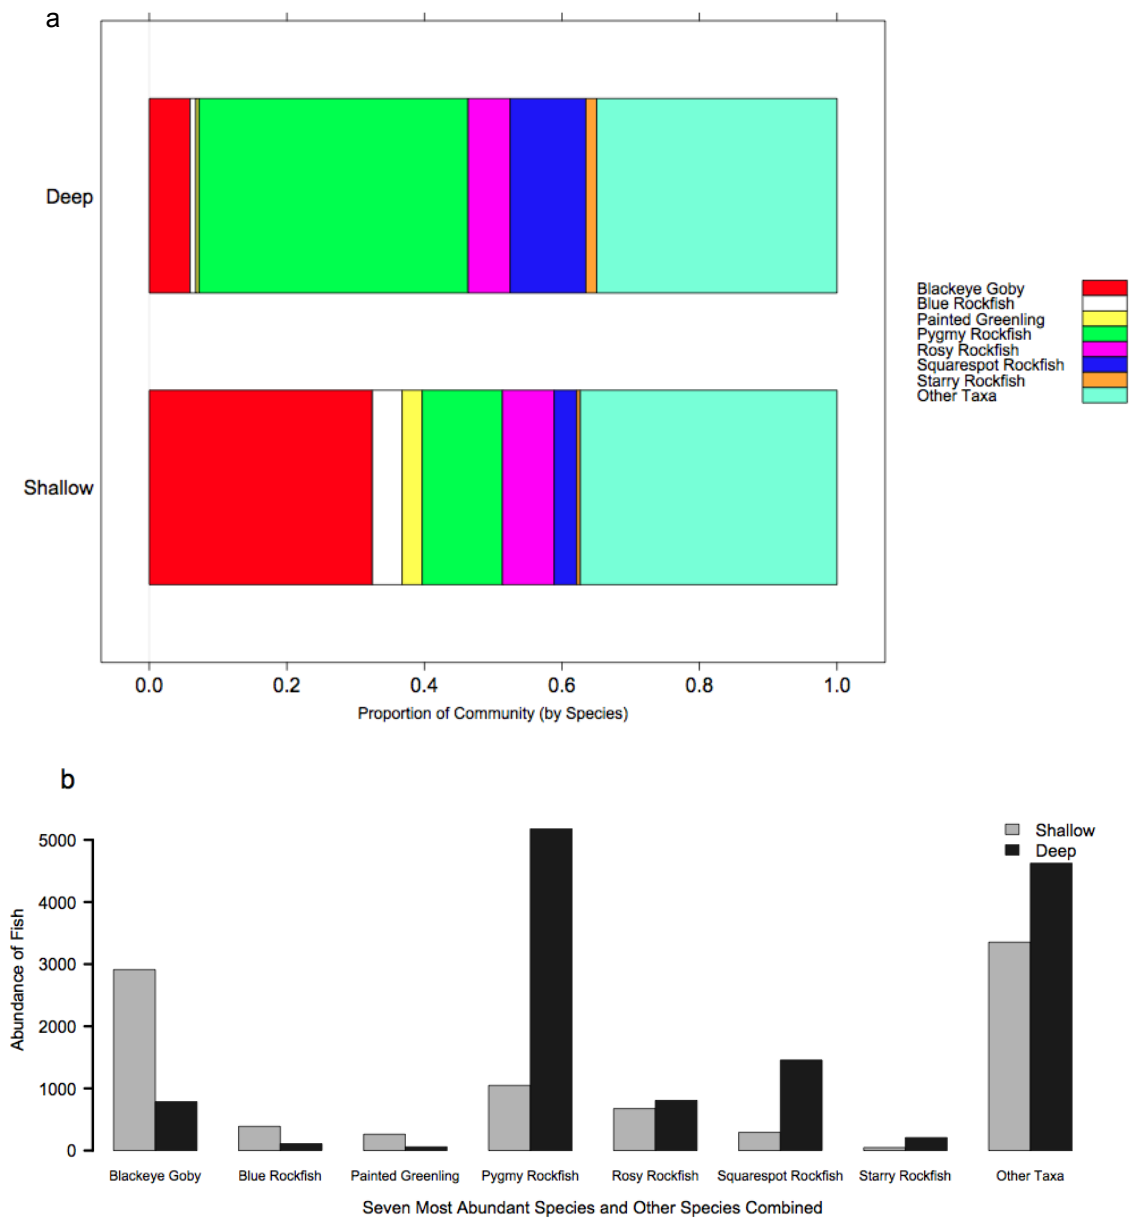 a
Deep
Shallow
Blackeye Goby
Blue Rockfish
Painted Greenling
Pygmy Rockfish
Rosy Rockfish
Squarespot Rockfish
Starry Rockfish
Other Taxa
0.0 0.2 0.4 0.6 0.8 1.0
Proportion of Community (by Species)
b
Shallow
Deep
Abundance of Fish
5000
4000
3000
2000
1000
0
Blackeye Goby Blue Rockfish Painted Greenling Pygmy Rockfish Rosy Rockfish Squarespot Rockfish Starry Rockfish Other Taxa
Seven Most Abundant Species and Other Species Combined